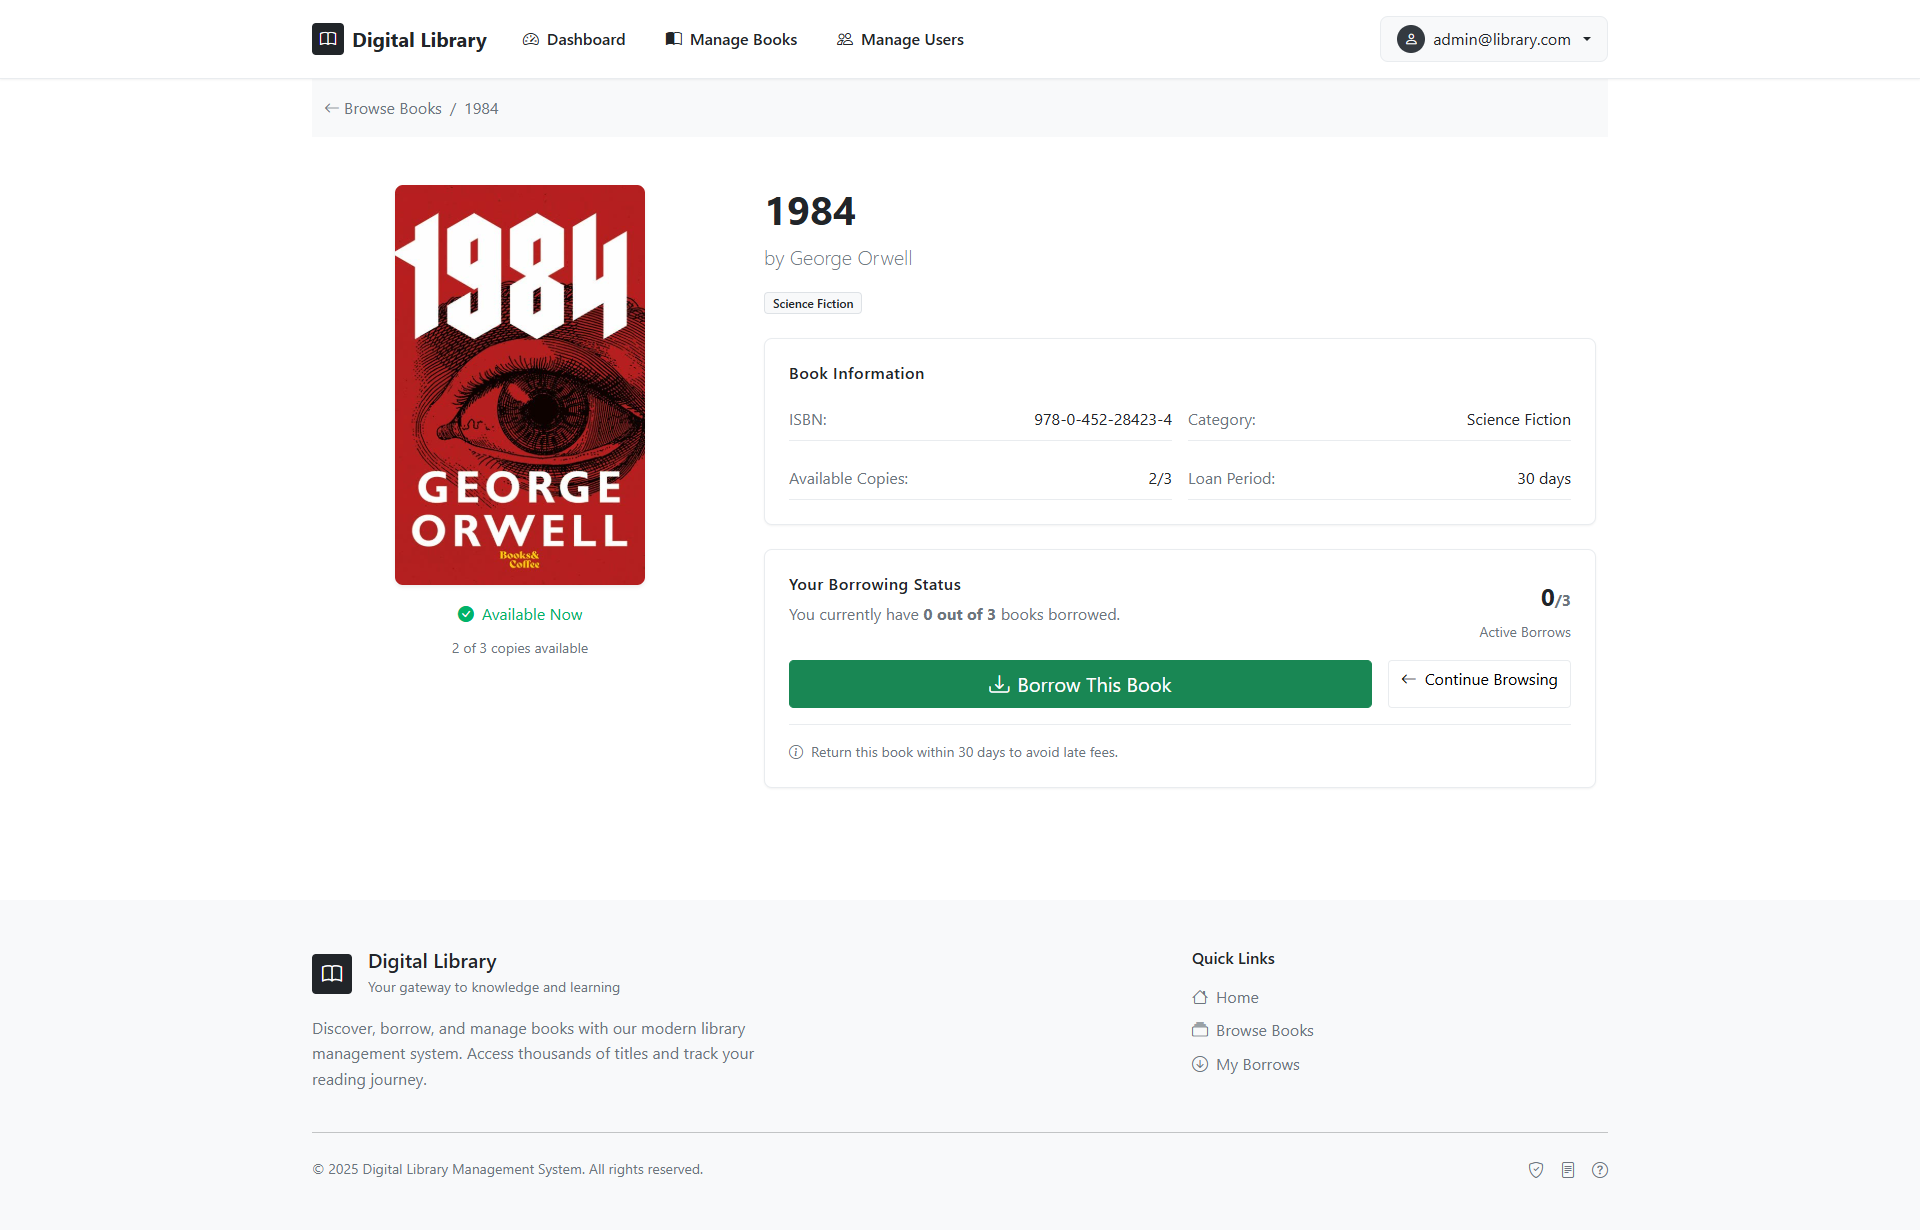 Digital Library
Dashboard
Manage Books
Manage Users
admin@library.com
Browse Books / 1984
1984
GEORGE
ORWELL
Books&
Coffee
Available Now
2 of 3 copies available
1984
by George Orwell
Science Fiction
Book Information
ISBN: 978-0-452-28423-4
Category: Science Fiction
Available Copies: 2/3
Loan Period: 30 days
Your Borrowing Status
You currently have 0 out of 3 books borrowed.
0/3
Active Borrows
Borrow This Book
Continue Browsing
Return this book within 30 days to avoid late fees.
Digital Library
Your gateway to knowledge and learning
Discover, borrow, and manage books with our modern library
management system. Access thousands of titles and track your
reading journey.
Quick Links
Home
Browse Books
My Borrows
© 2025 Digital Library Management System. All rights reserved.